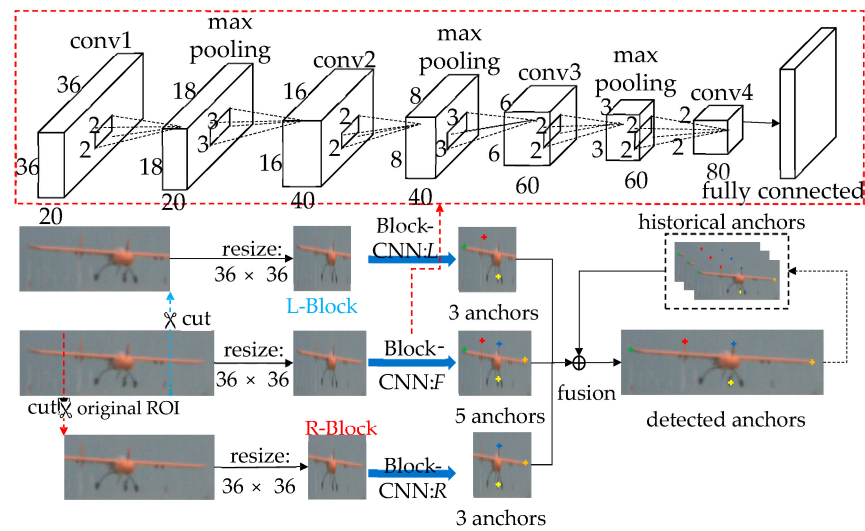 conv1
max
pooling
conv2
max
pooling
conv3
max
pooling
conv4
36
18
16
8
6
3
2
2
3
2
2
2
2
3
2
3
2
2
36
18
16
8
6
3
2
20
20
40
40
60
60
80
fully connected
historical anchors
resize:
36 × 36
Block-
CNN:L
L-Block
3 anchors
cut
resize:
36 × 36
Block-
CNN:F
5 anchors
fusion
detected anchors
cut
original ROI
R-Block
resize:
36 × 36
Block-
CNN:R
3 anchors